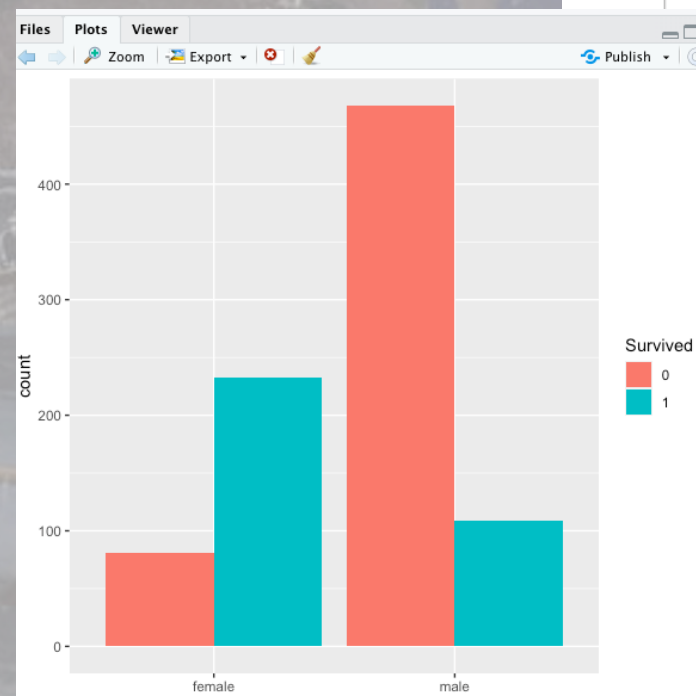 Files Plots Viewer
Zoom Export Publish
400
300
200
100
0
count
female male
Survived
0
1